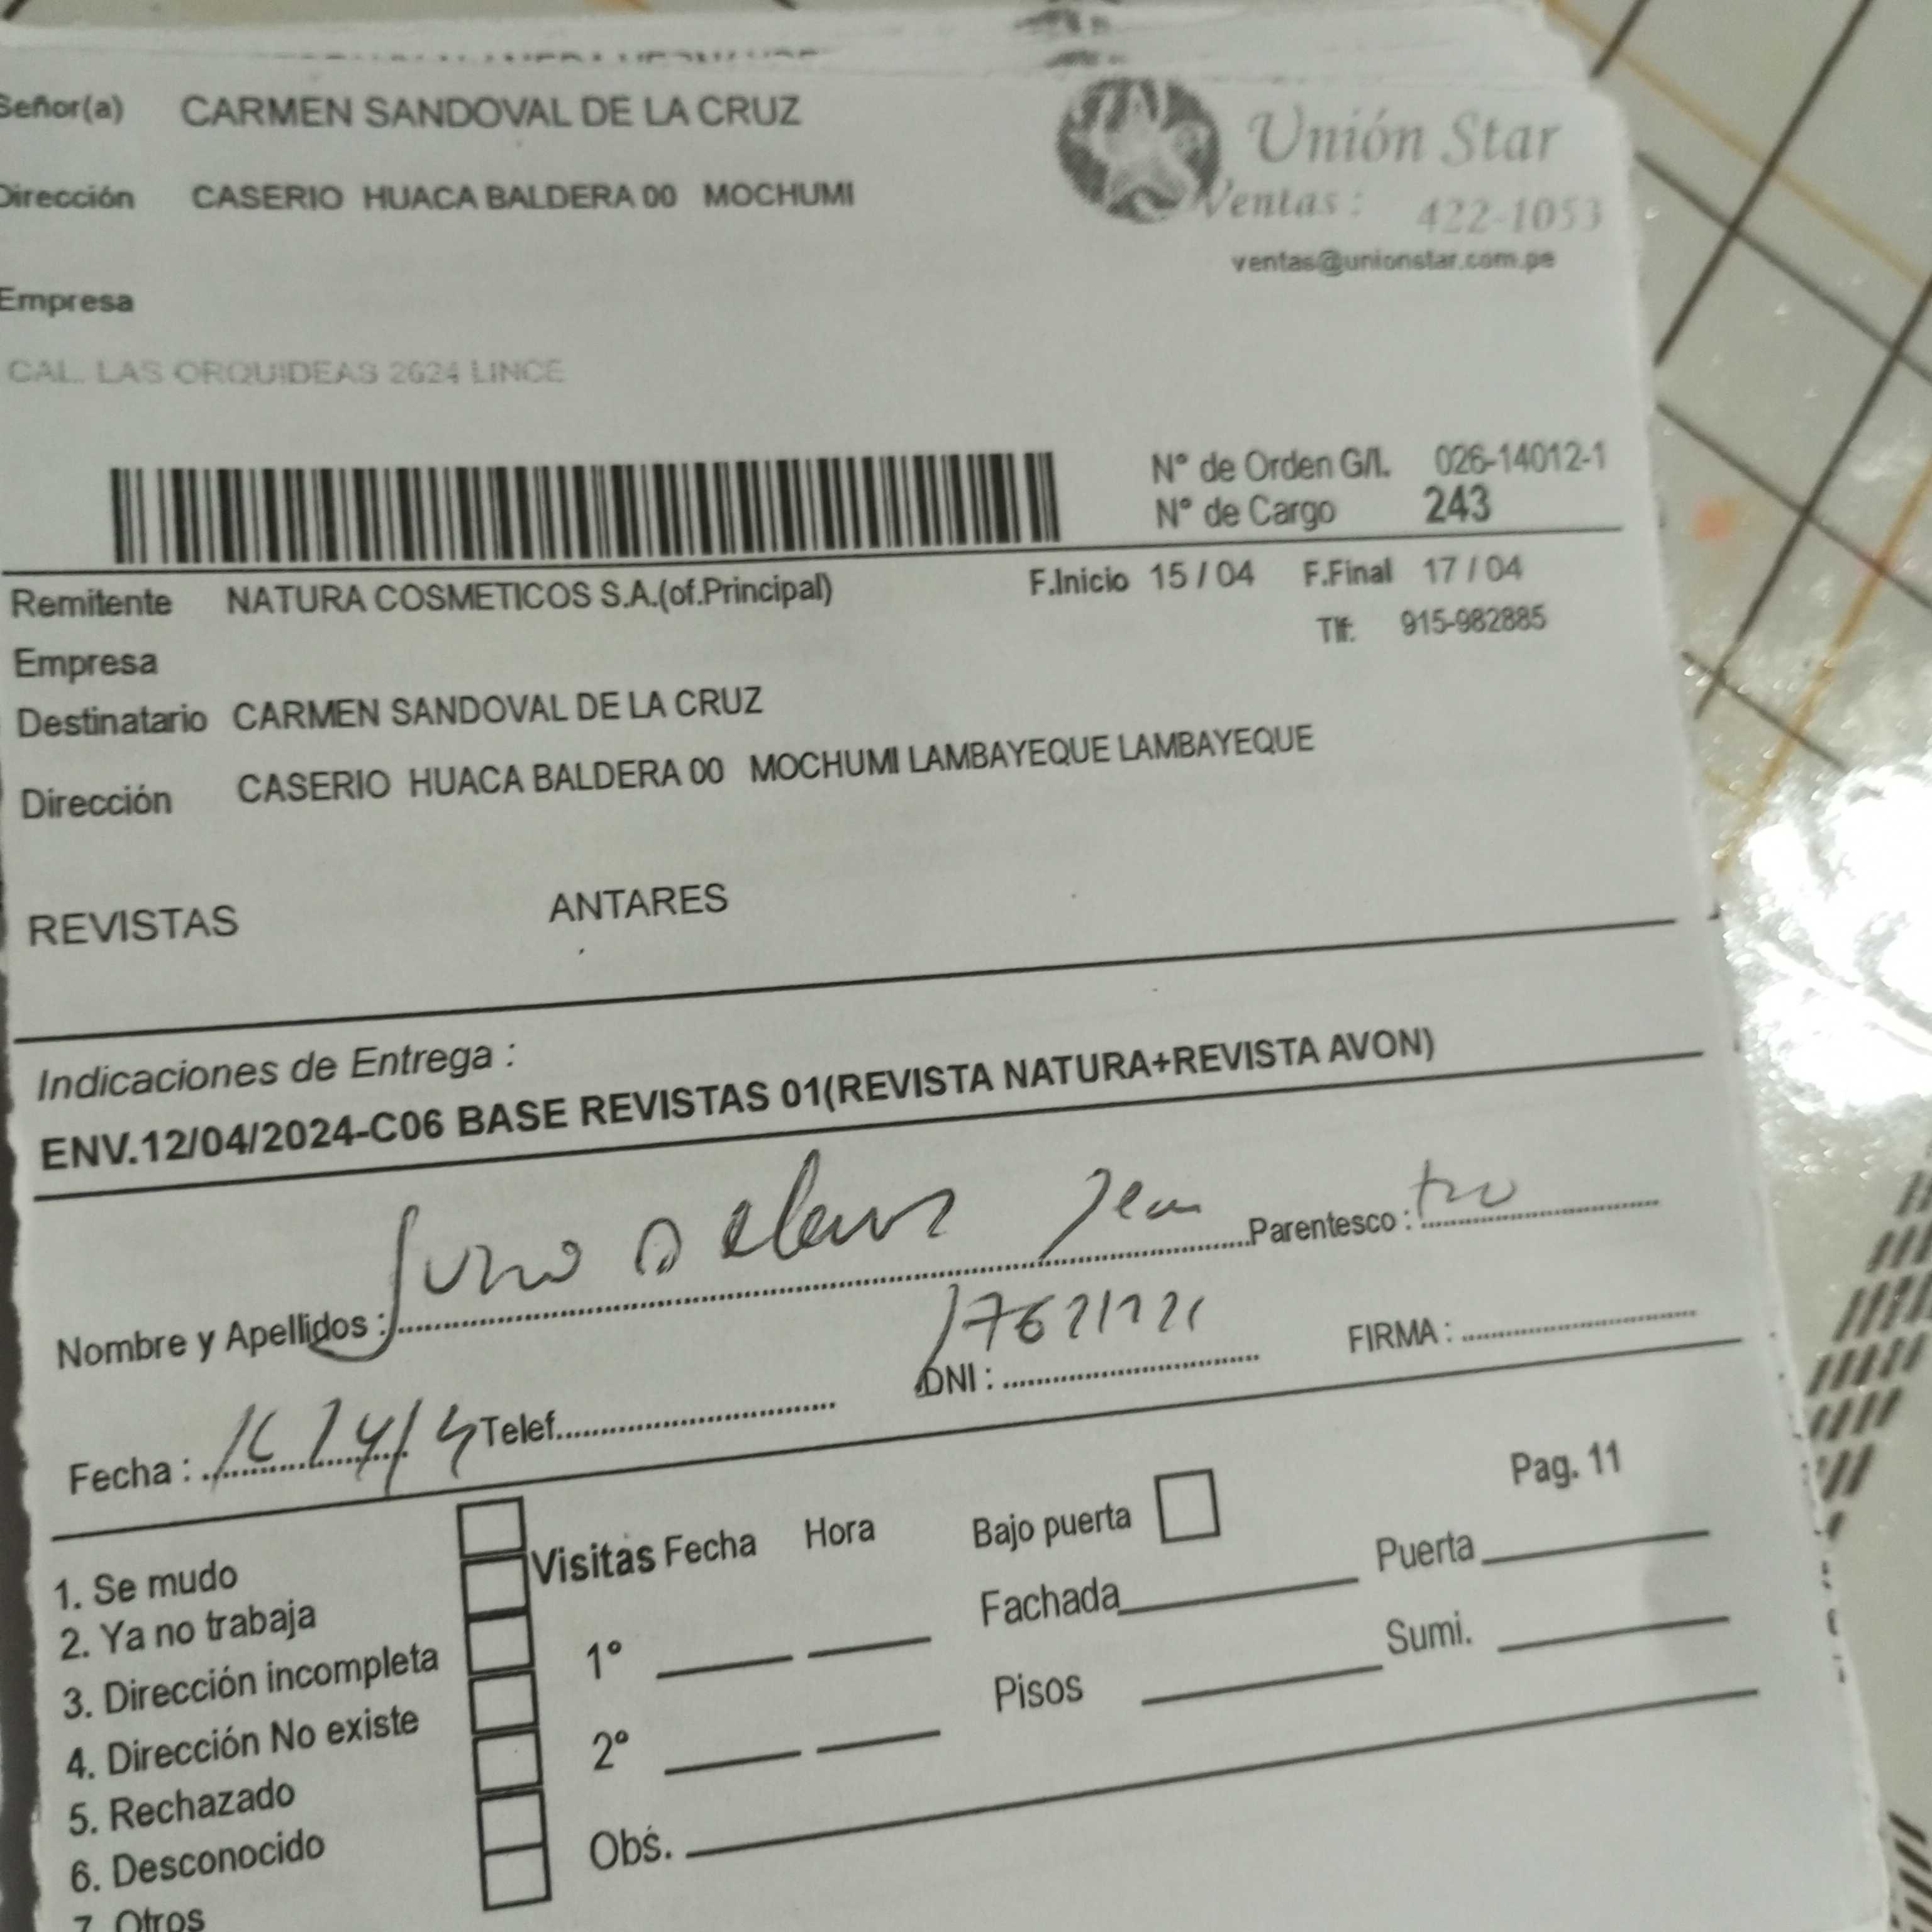 Señor(a) CARMEN SANDOVAL DE LA CRUZ
Unión Star
Dirección CASERIO HUACA BALDERA 00 MOCHUMI
Ventas : 422-1053
ventas@unionstar.com.pe
Empresa
CAL. LAS ORQUIDEAS 2624 LINCE
N° de Orden G/I. 026-14012-1
N° de Cargo 243
Remitente NATURA COSMETICOS S.A.(of.Principal) F.Inicio 15 / 04 F.Final 17 / 04
Empresa Tlf: 915-982885
Destinatario CARMEN SANDOVAL DE LA CRUZ
Dirección CASERIO HUACA BALDERA 00 MOCHUMI LAMBAYEQUE LAMBAYEQUE
REVISTAS ANTARES
Indicaciones de Entrega :
ENV.12/04/2024-C06 BASE REVISTAS 01(REVISTA NATURA+REVISTA AVON)
Nombre y Apellidos : Parentesco :
Fecha : Telef. DNI : FIRMA :
Pag. 11
1. Se mudo
2. Ya no trabaja
3. Dirección incompleta
4. Dirección No existe
5. Rechazado
6. Desconocido
7. Otros
Visitas Fecha Hora
1°
2°
Obs.
Bajo puerta
Fachada Puerta
Pisos Sumi.